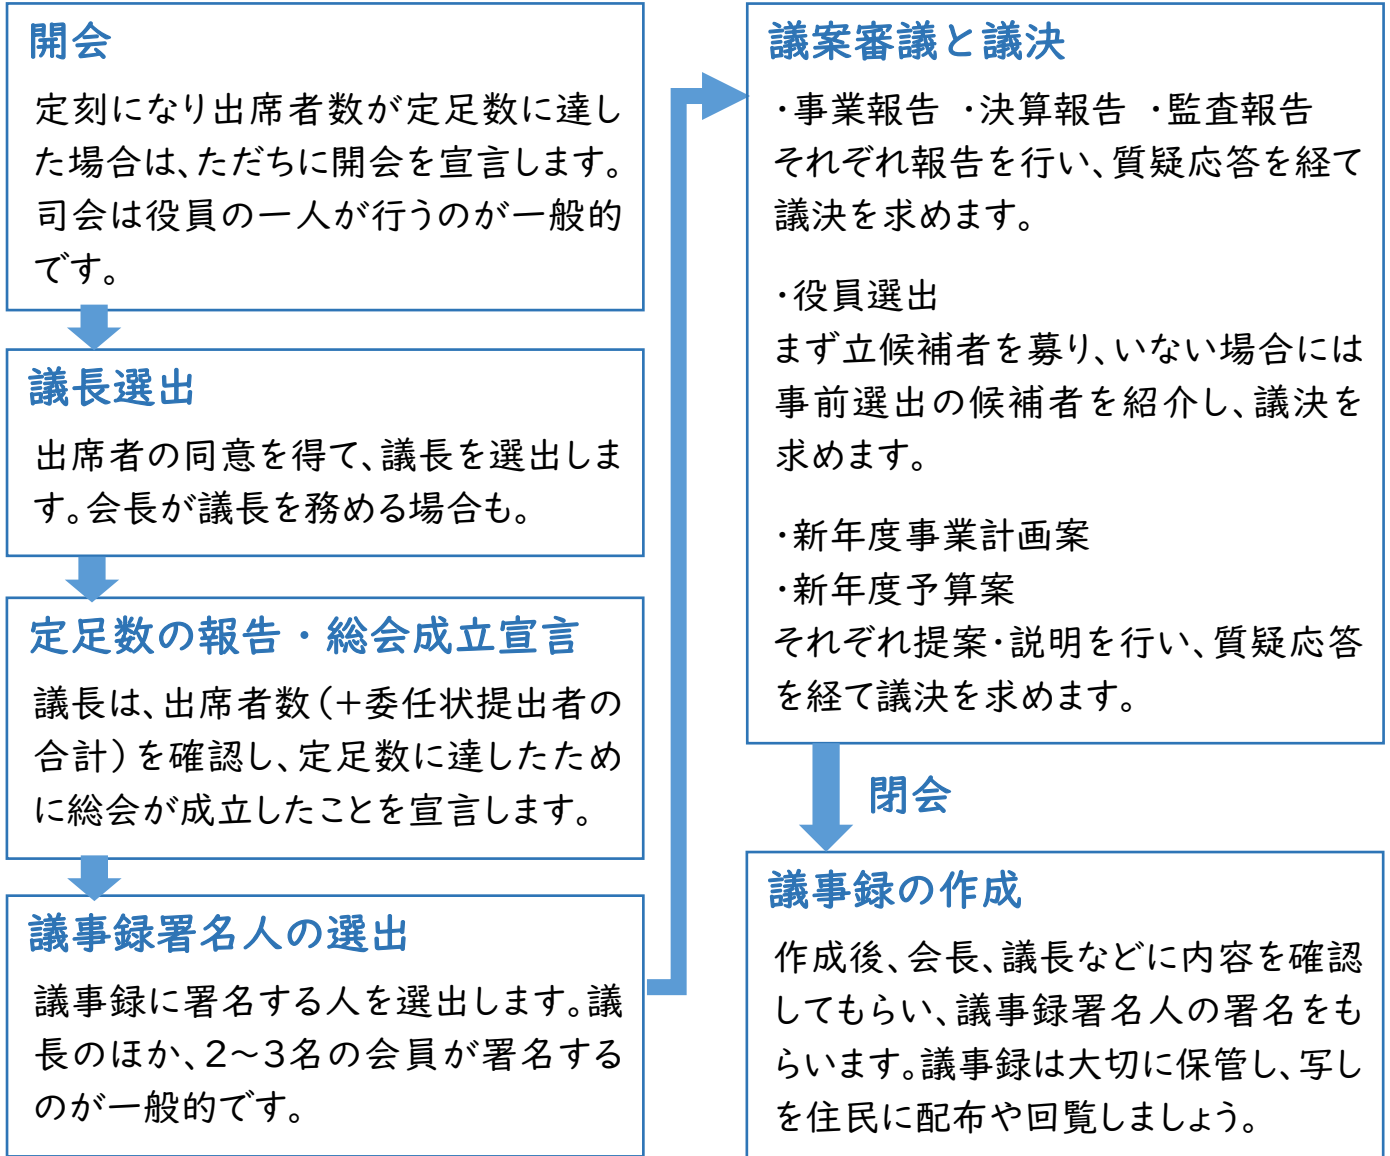 開会
定刻になり出席者数が定足数に達し
た場合は、ただちに開会を宣言します。
司会は役員の一人が行うのが一般的
です。
議長選出
出席者の同意を得て、議長を選出しま
す。会長が議長を務める場合も。
定足数の報告・総会成立宣言
議長は、出席者数(+委任状提出者の
合計)を確認し、定足数に達したため
に総会が成立したことを宣言します。
議事録署名人の選出
議事録に署名する人を選出します。議
長のほか、2~3名の会員が署名する
のが一般的です。
議案審議と議決
・事業報告 ・決算報告 ・監査報告
それぞれ報告を行い、質疑応答を経て
議決を求めます。
・役員選出
まず立候補者を募り、いない場合には
事前選出の候補者を紹介し、議決を
求めます。
・新年度事業計画案
・新年度予算案
それぞれ提案・説明を行い、質疑応答
を経て議決を求めます。
閉会
議事録の作成
作成後、会長、議長などに内容を確認
してもらい、議事録署名人の署名をも
らいます。議事録は大切に保管し、写し
を住民に配布や回覧しましょう。